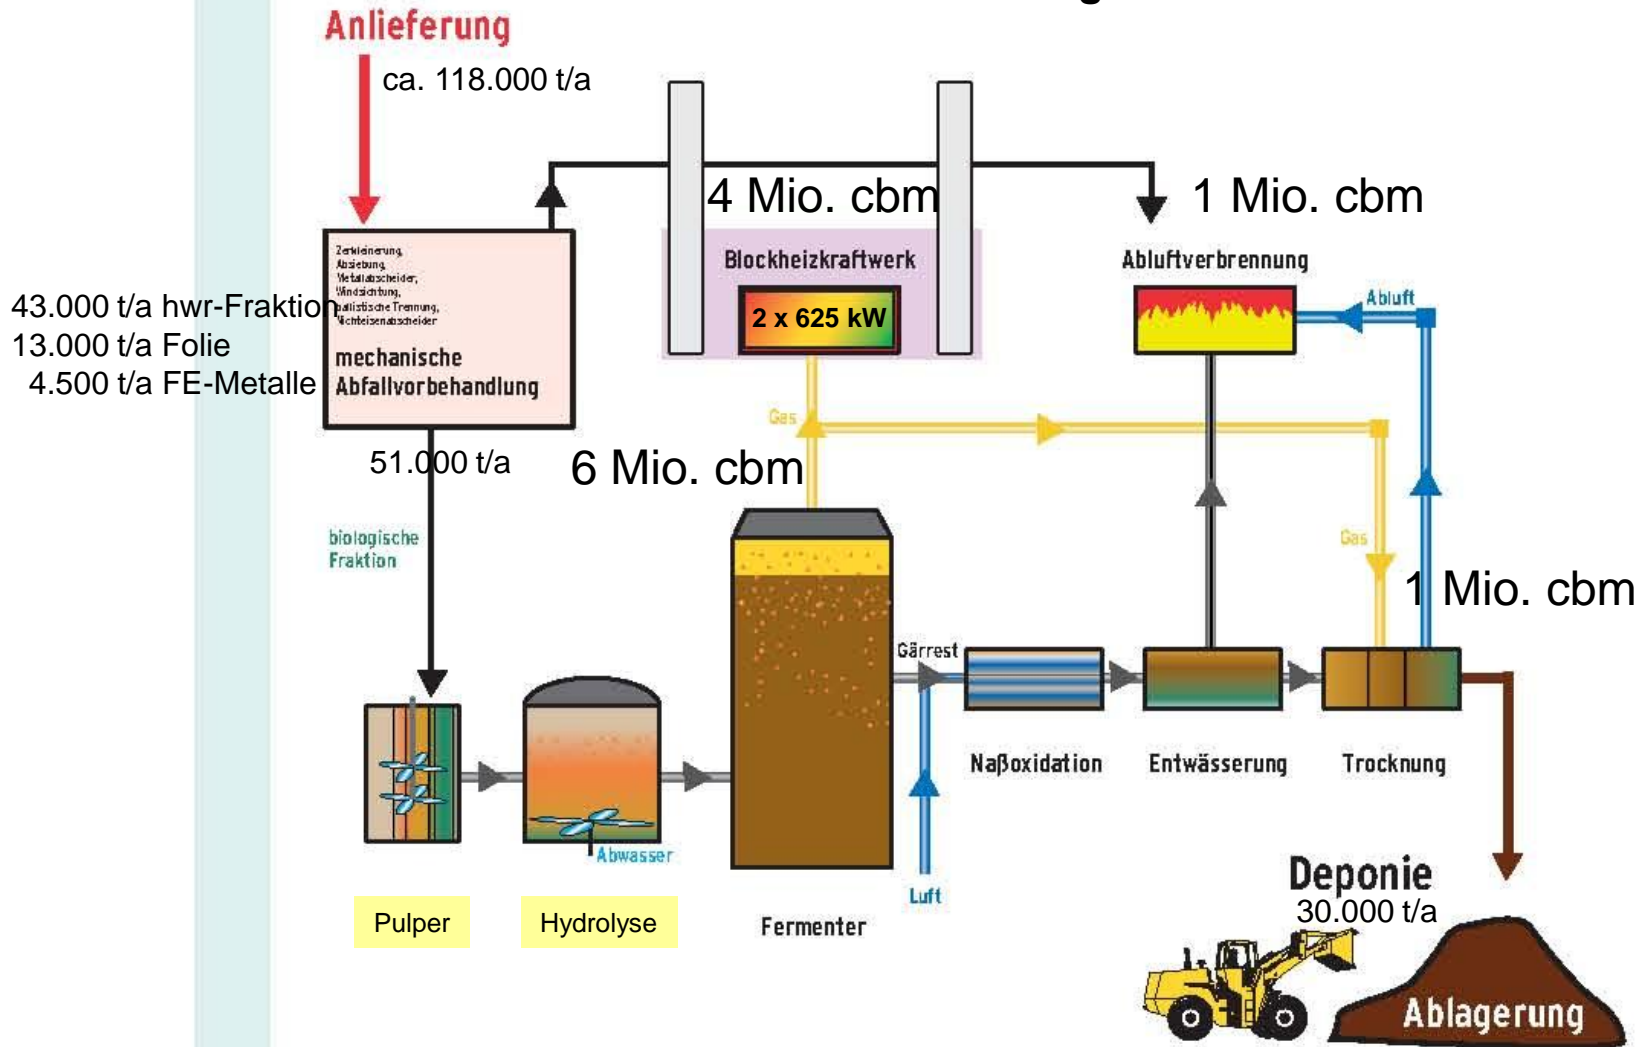 Anlieferung
ca. 118.000 t/a
4 Mio. cbm
1 Mio. cbm
Zerkleinerung,
Absiebung,
Metallabscheider,
Windsichtung,
ballistische Trennung,
Nichteisenabscheider
mechanische
Abfallvorbehandlung
43.000 t/a hwr-Fraktion
13.000 t/a Folie
4.500 t/a FE-Metalle
Blockheizkraftwerk
2 x 625 kW
Abluftverbrennung
Abluft
Gas
51.000 t/a
6 Mio. cbm
biologische
Fraktion
Gas
1 Mio. cbm
Gärrest
Naßoxidation
Entwässerung
Trocknung
Abwasser
Luft
Pulper
Hydrolyse
Fermenter
Deponie
30.000 t/a
Ablagerung